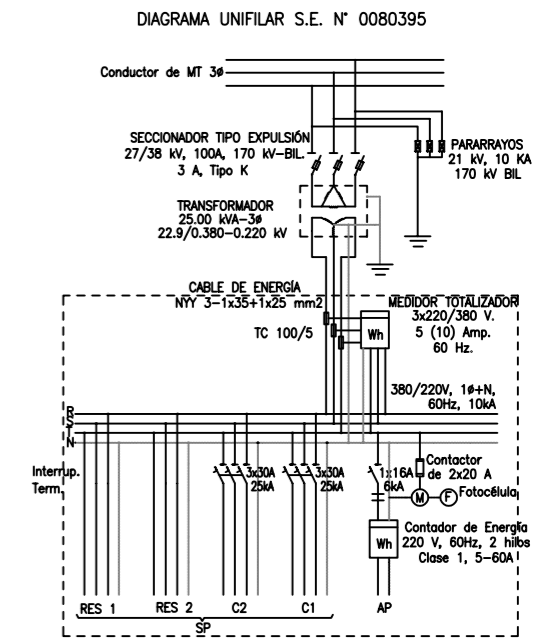 DIAGRAMA UNIFILAR S.E. N° 0080395
Conductor de MT 3ø
SECCIONADOR TIPO EXPULSIÓN
27/38 kV, 100A, 170 kV-BIL.
3 A, Tipo K
PARARRAYOS
21 kV, 10 KA
170 kV BIL
TRANSFORMADOR
25.00 kVA-3ø
22.9/0.380-0.220 kV
CABLE DE ENERGÍA
NYY 3-1x35+1x25 mm2
MEDIDOR TOTALIZADOR
3x220/380 V.
5 (10) Amp.
60 Hz.
TC 100/5
Wh
380/220V, 1ø+N,
60Hz, 10kA
R
S
T
N
Interrup.
Term.
3x30A
25kA
3x30A
25kA
1x16A
6kA
Contactor
de 2x20 A
M
F
Fotocélula
Wh
Contador de Energía
220 V, 60Hz, 2 hilos
Clase 1, 5-60A
RES 1
RES 2
C2
C1
AP
SP